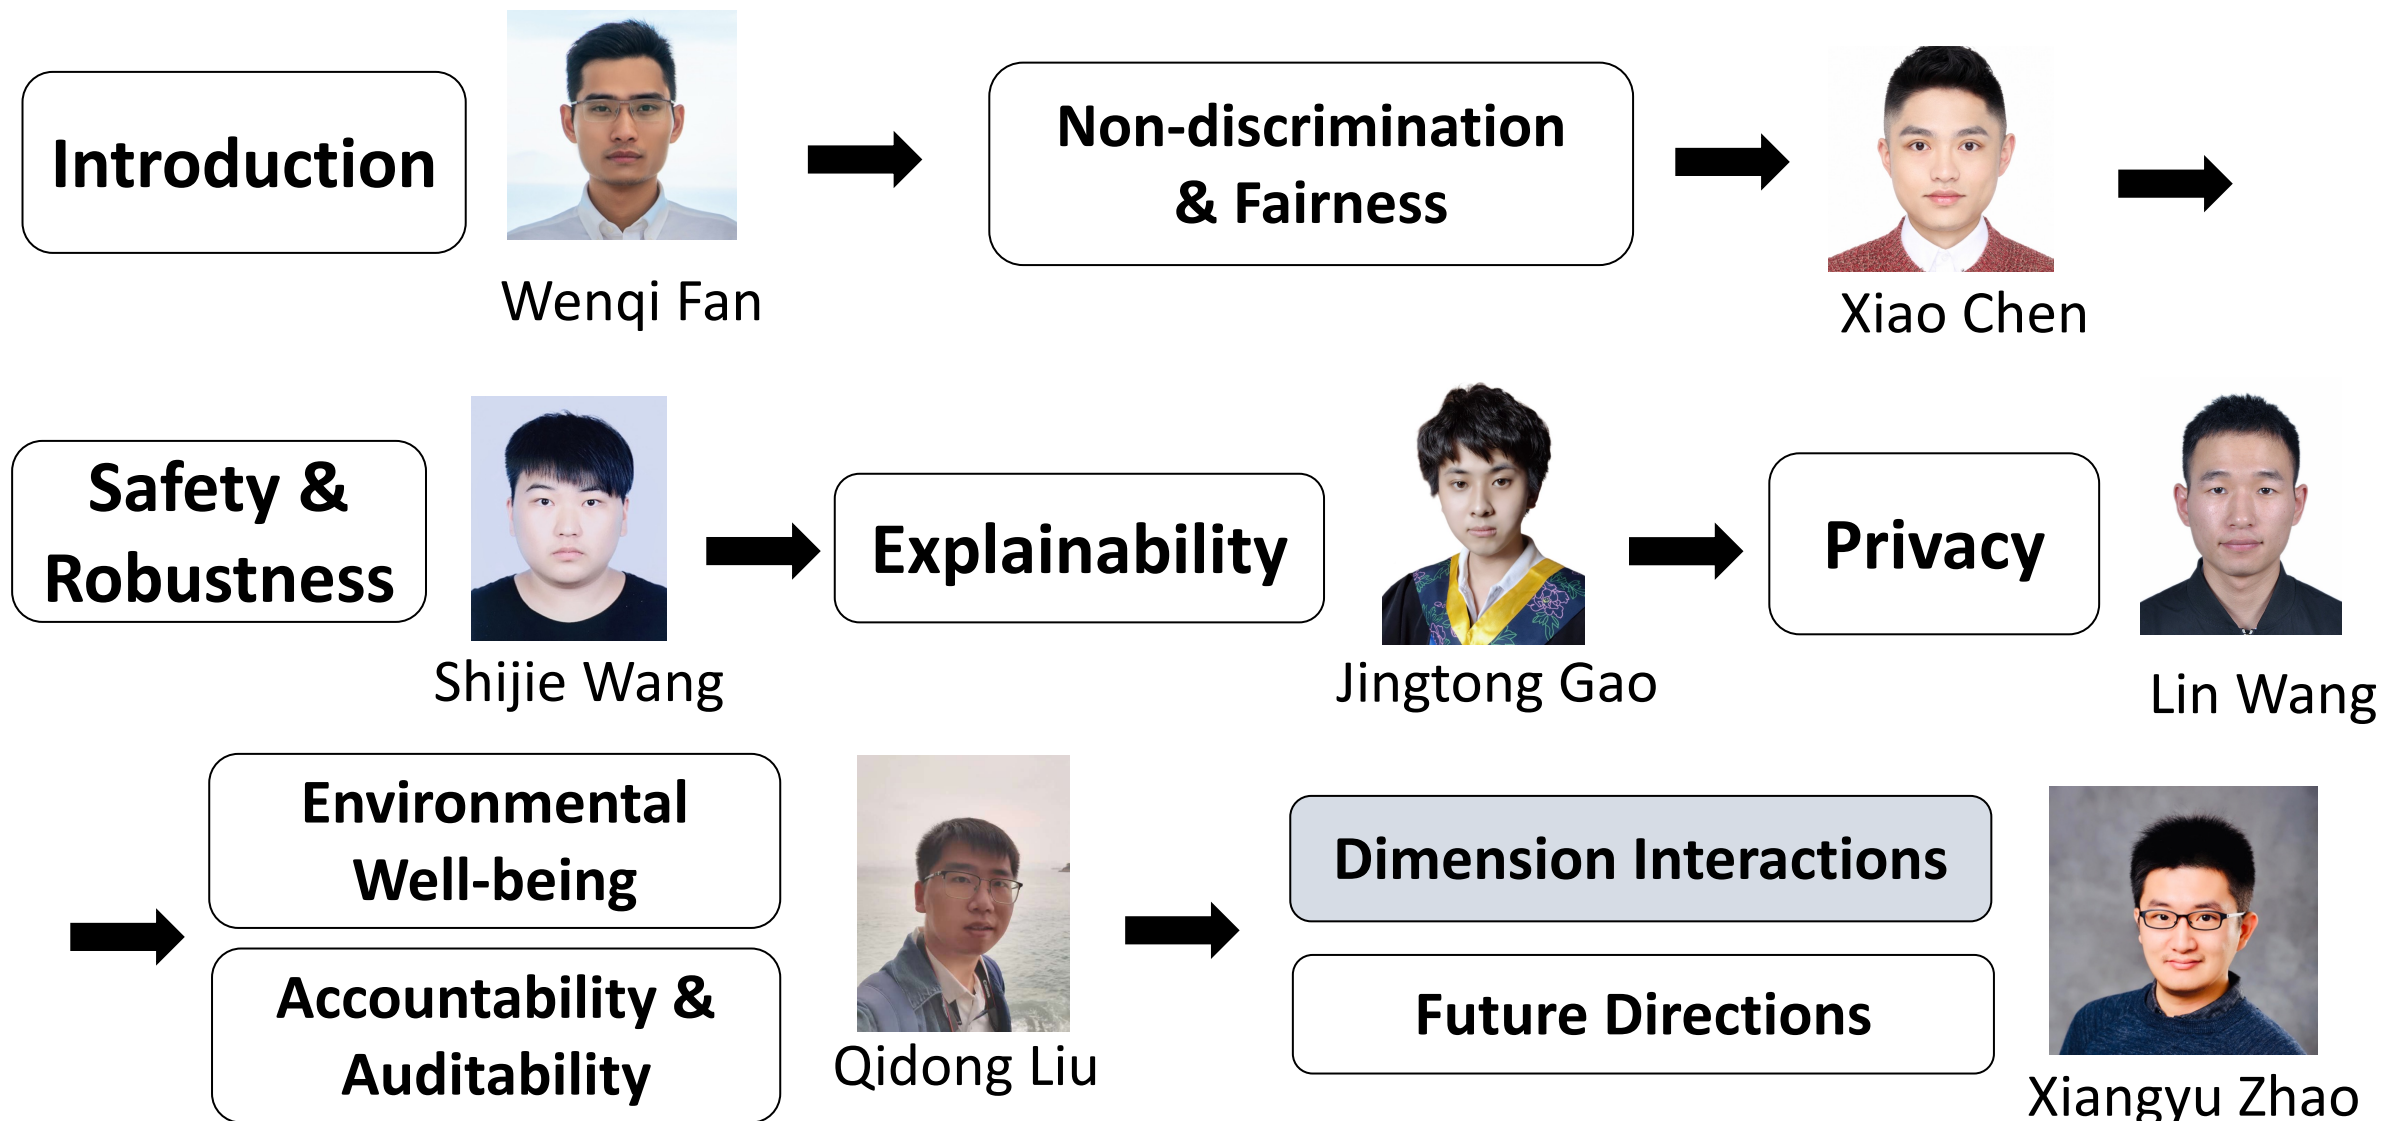 Introduction
Wenqi Fan
Non-discrimination
& Fairness
Xiao Chen
Safety &
Robustness
Shijie Wang
Explainability
Jingtong Gao
Privacy
Lin Wang
Environmental
Well-being
Accountability &
Auditability
Qidong Liu
Dimension Interactions
Future Directions
Xiangyu Zhao